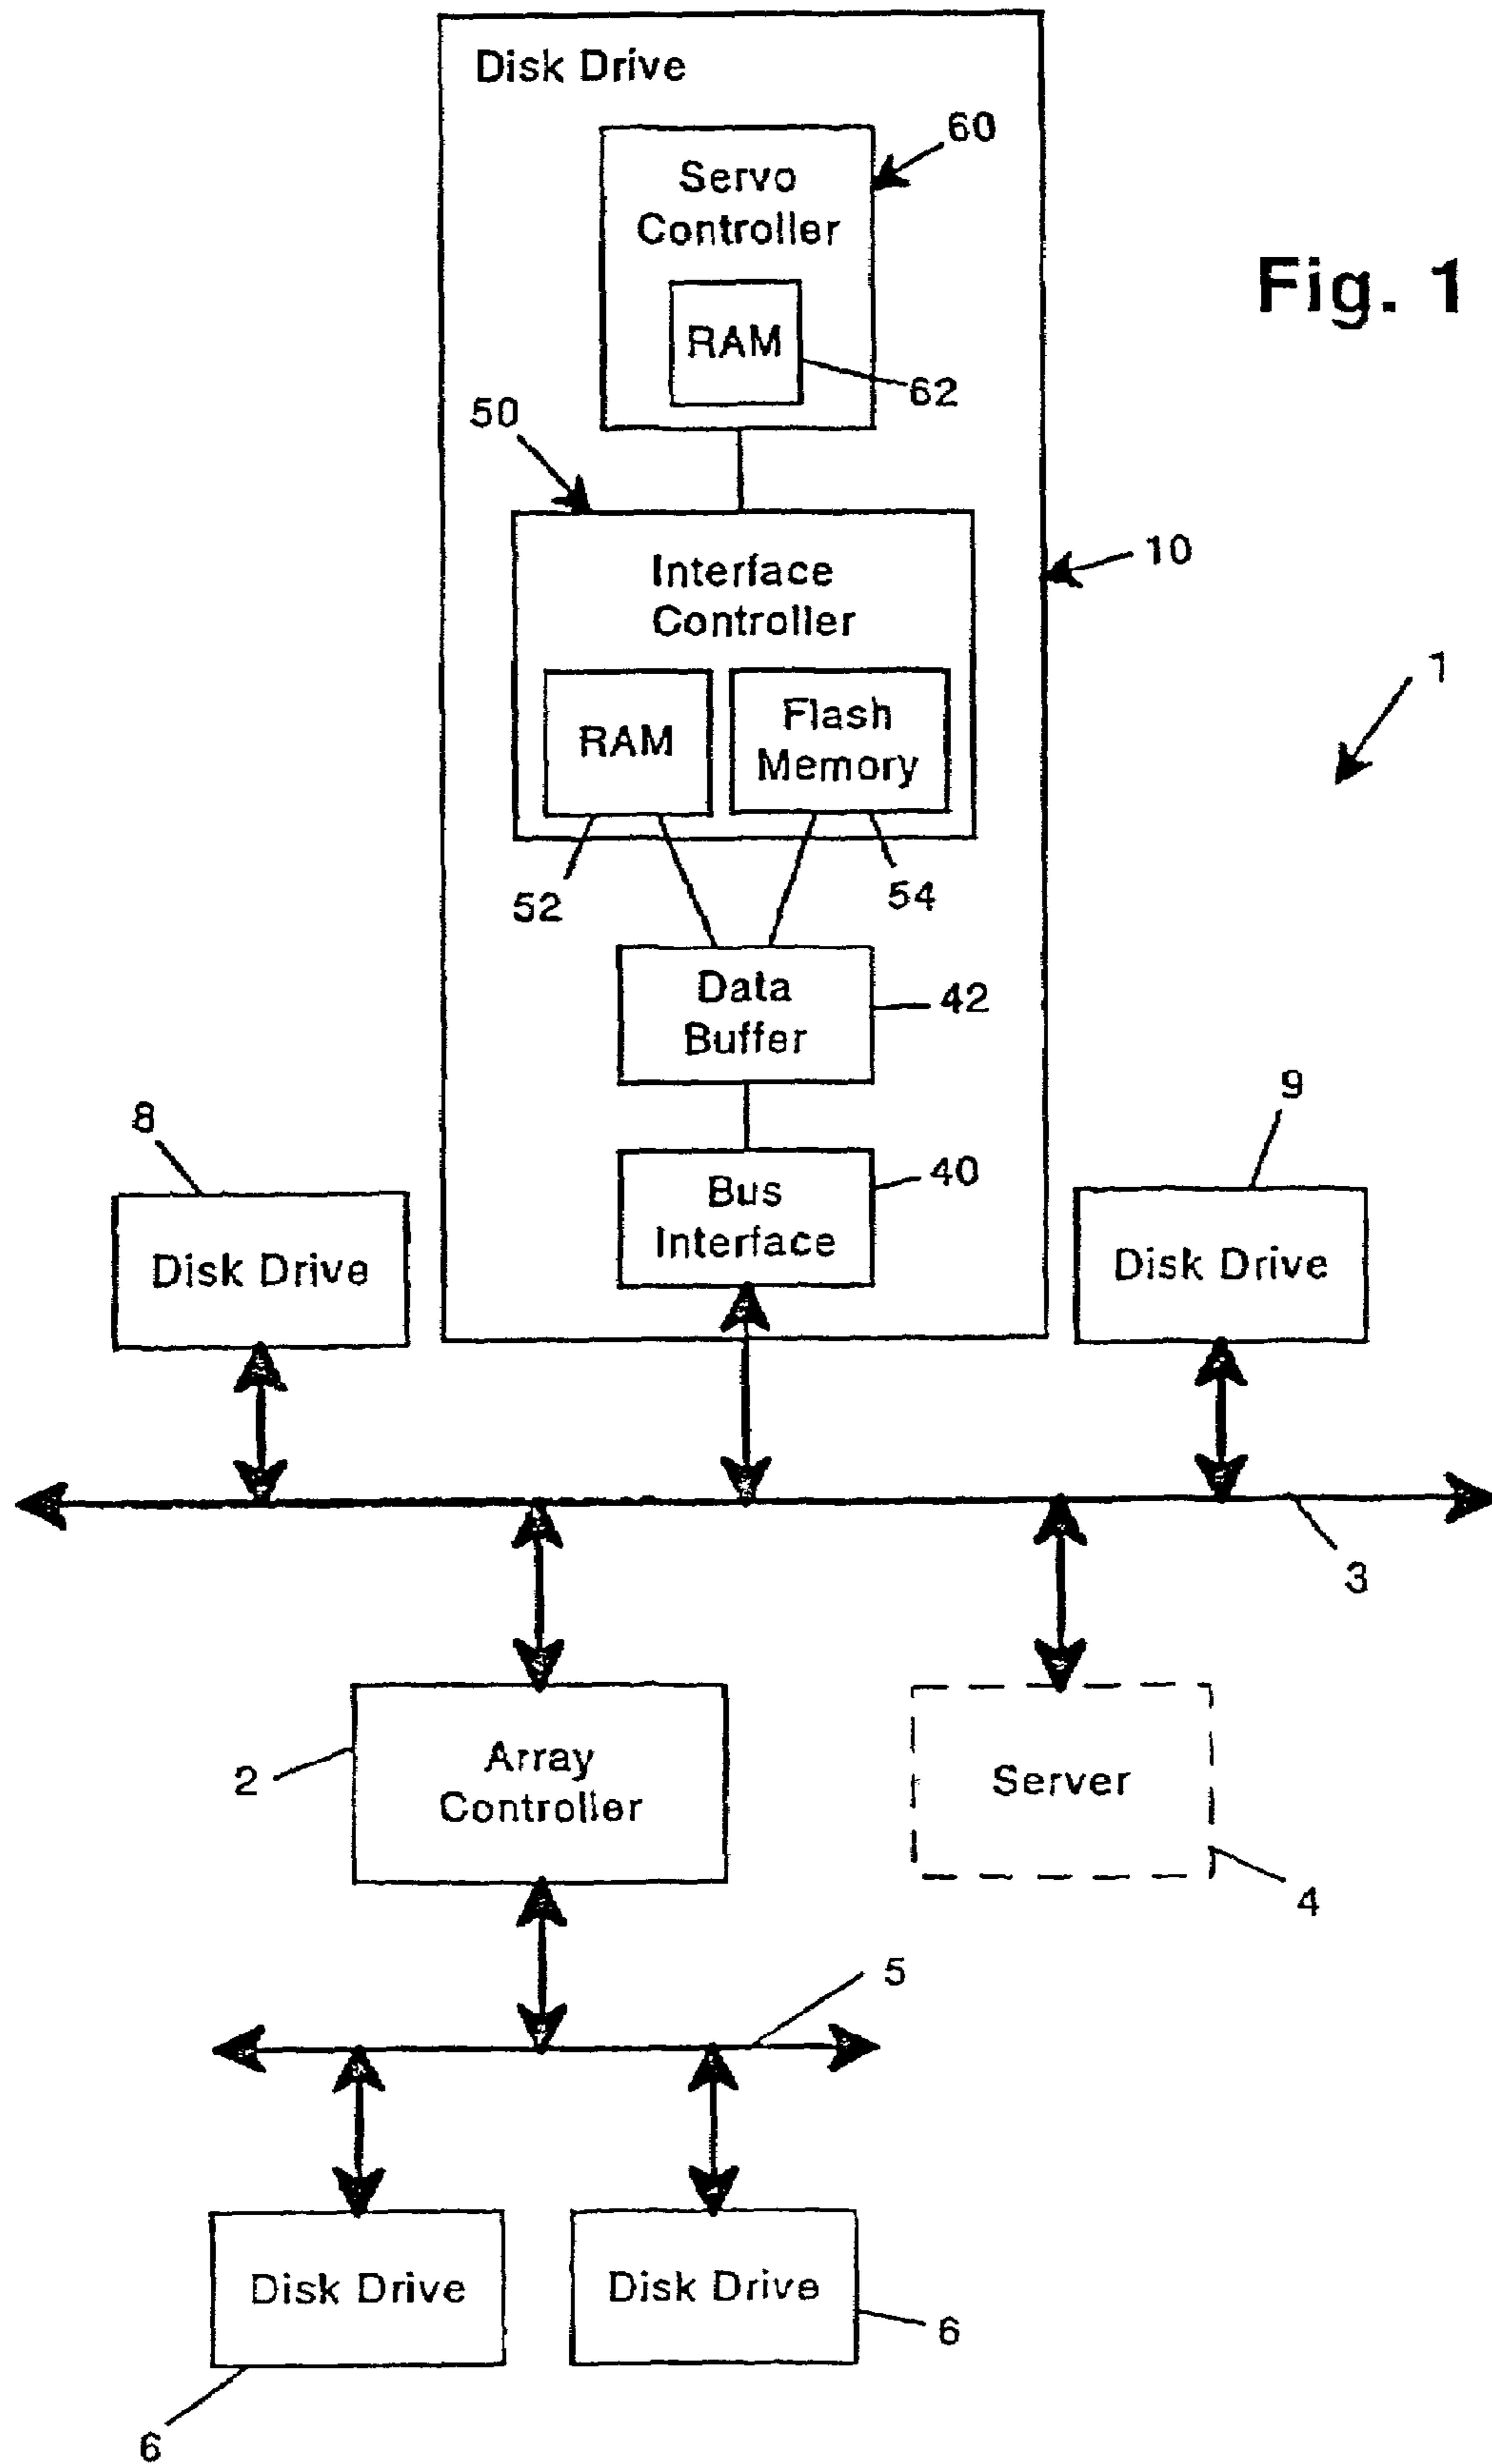 Disk Drive
60
Servo
Controller
Fig. 1
RAM
62
50
10
Interface
Controller
1
RAM
Flash
Memory
52
54
Data
Buffer
42
8
9
Bus
Interface
40
Disk Drive
Disk Drive
3
Array
Controller
2
Server
4
5
Disk Drive
Disk Drive
6
6